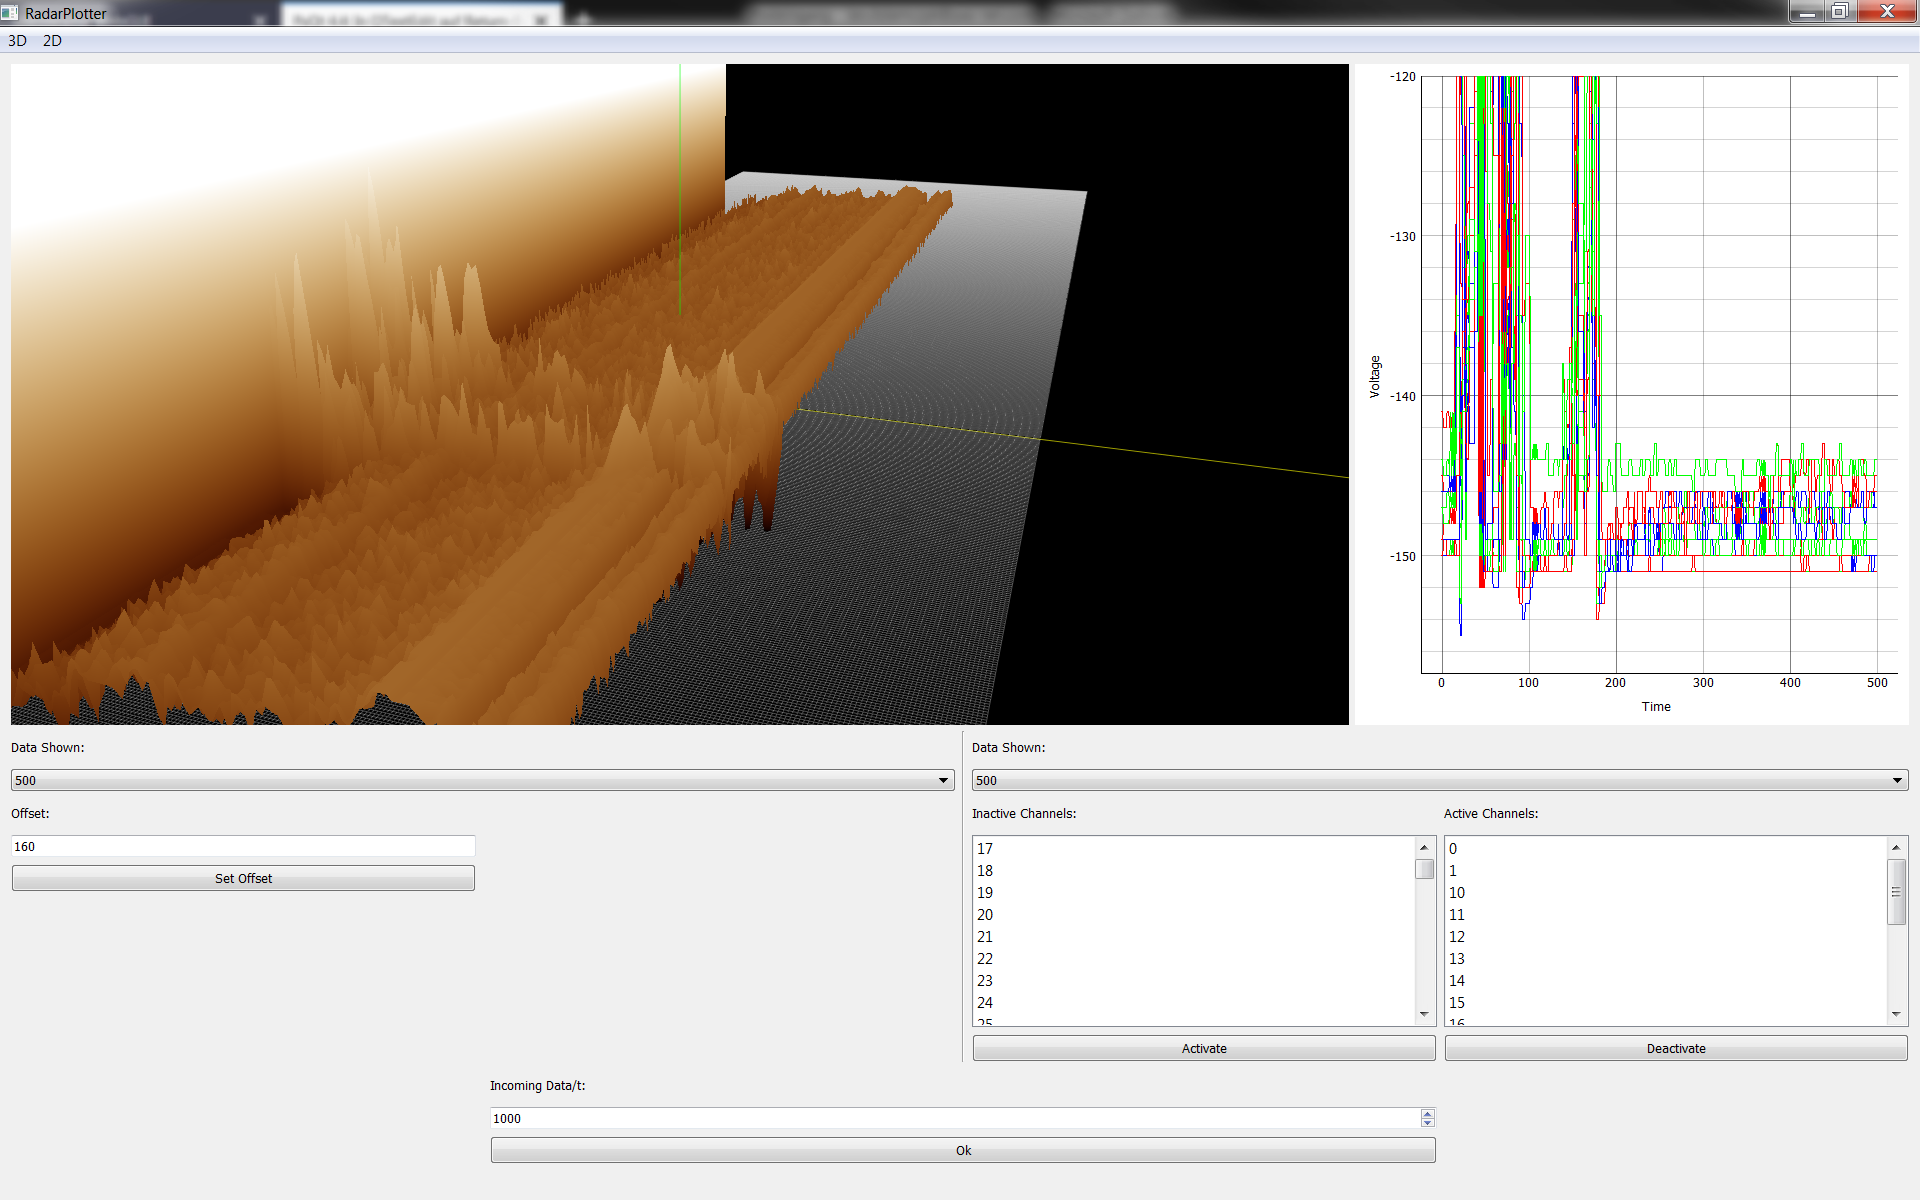 RadarPlotter
3D 2D
-120
-130
-140
-150
Voltage
0 100 200 300 400 500
Time
Data Shown:
500
Offset:
160
Set Offset
Data Shown:
500
Inactive Channels:
17
18
19
20
21
22
23
24
25
Activate
Active Channels:
0
1
10
11
12
13
14
15
16
Deactivate
Incoming Data/t:
1000
Ok